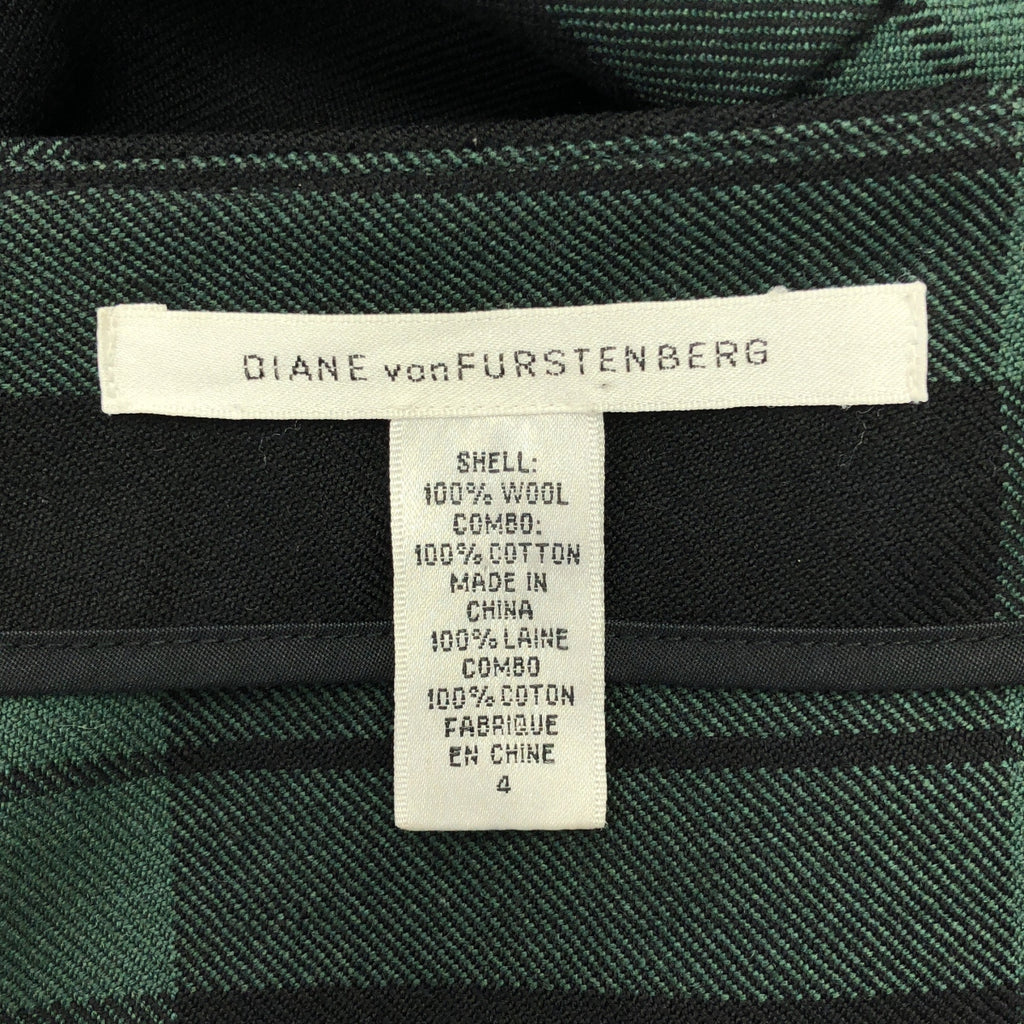 DIANE vonFURSTENBERG
SHELL:
100% WOOL
COMBO:
100% COTTON
MADE IN
CHINA
100% LAINE
COMBO
100% COTON
FABRIQUE
EN CHINE
4